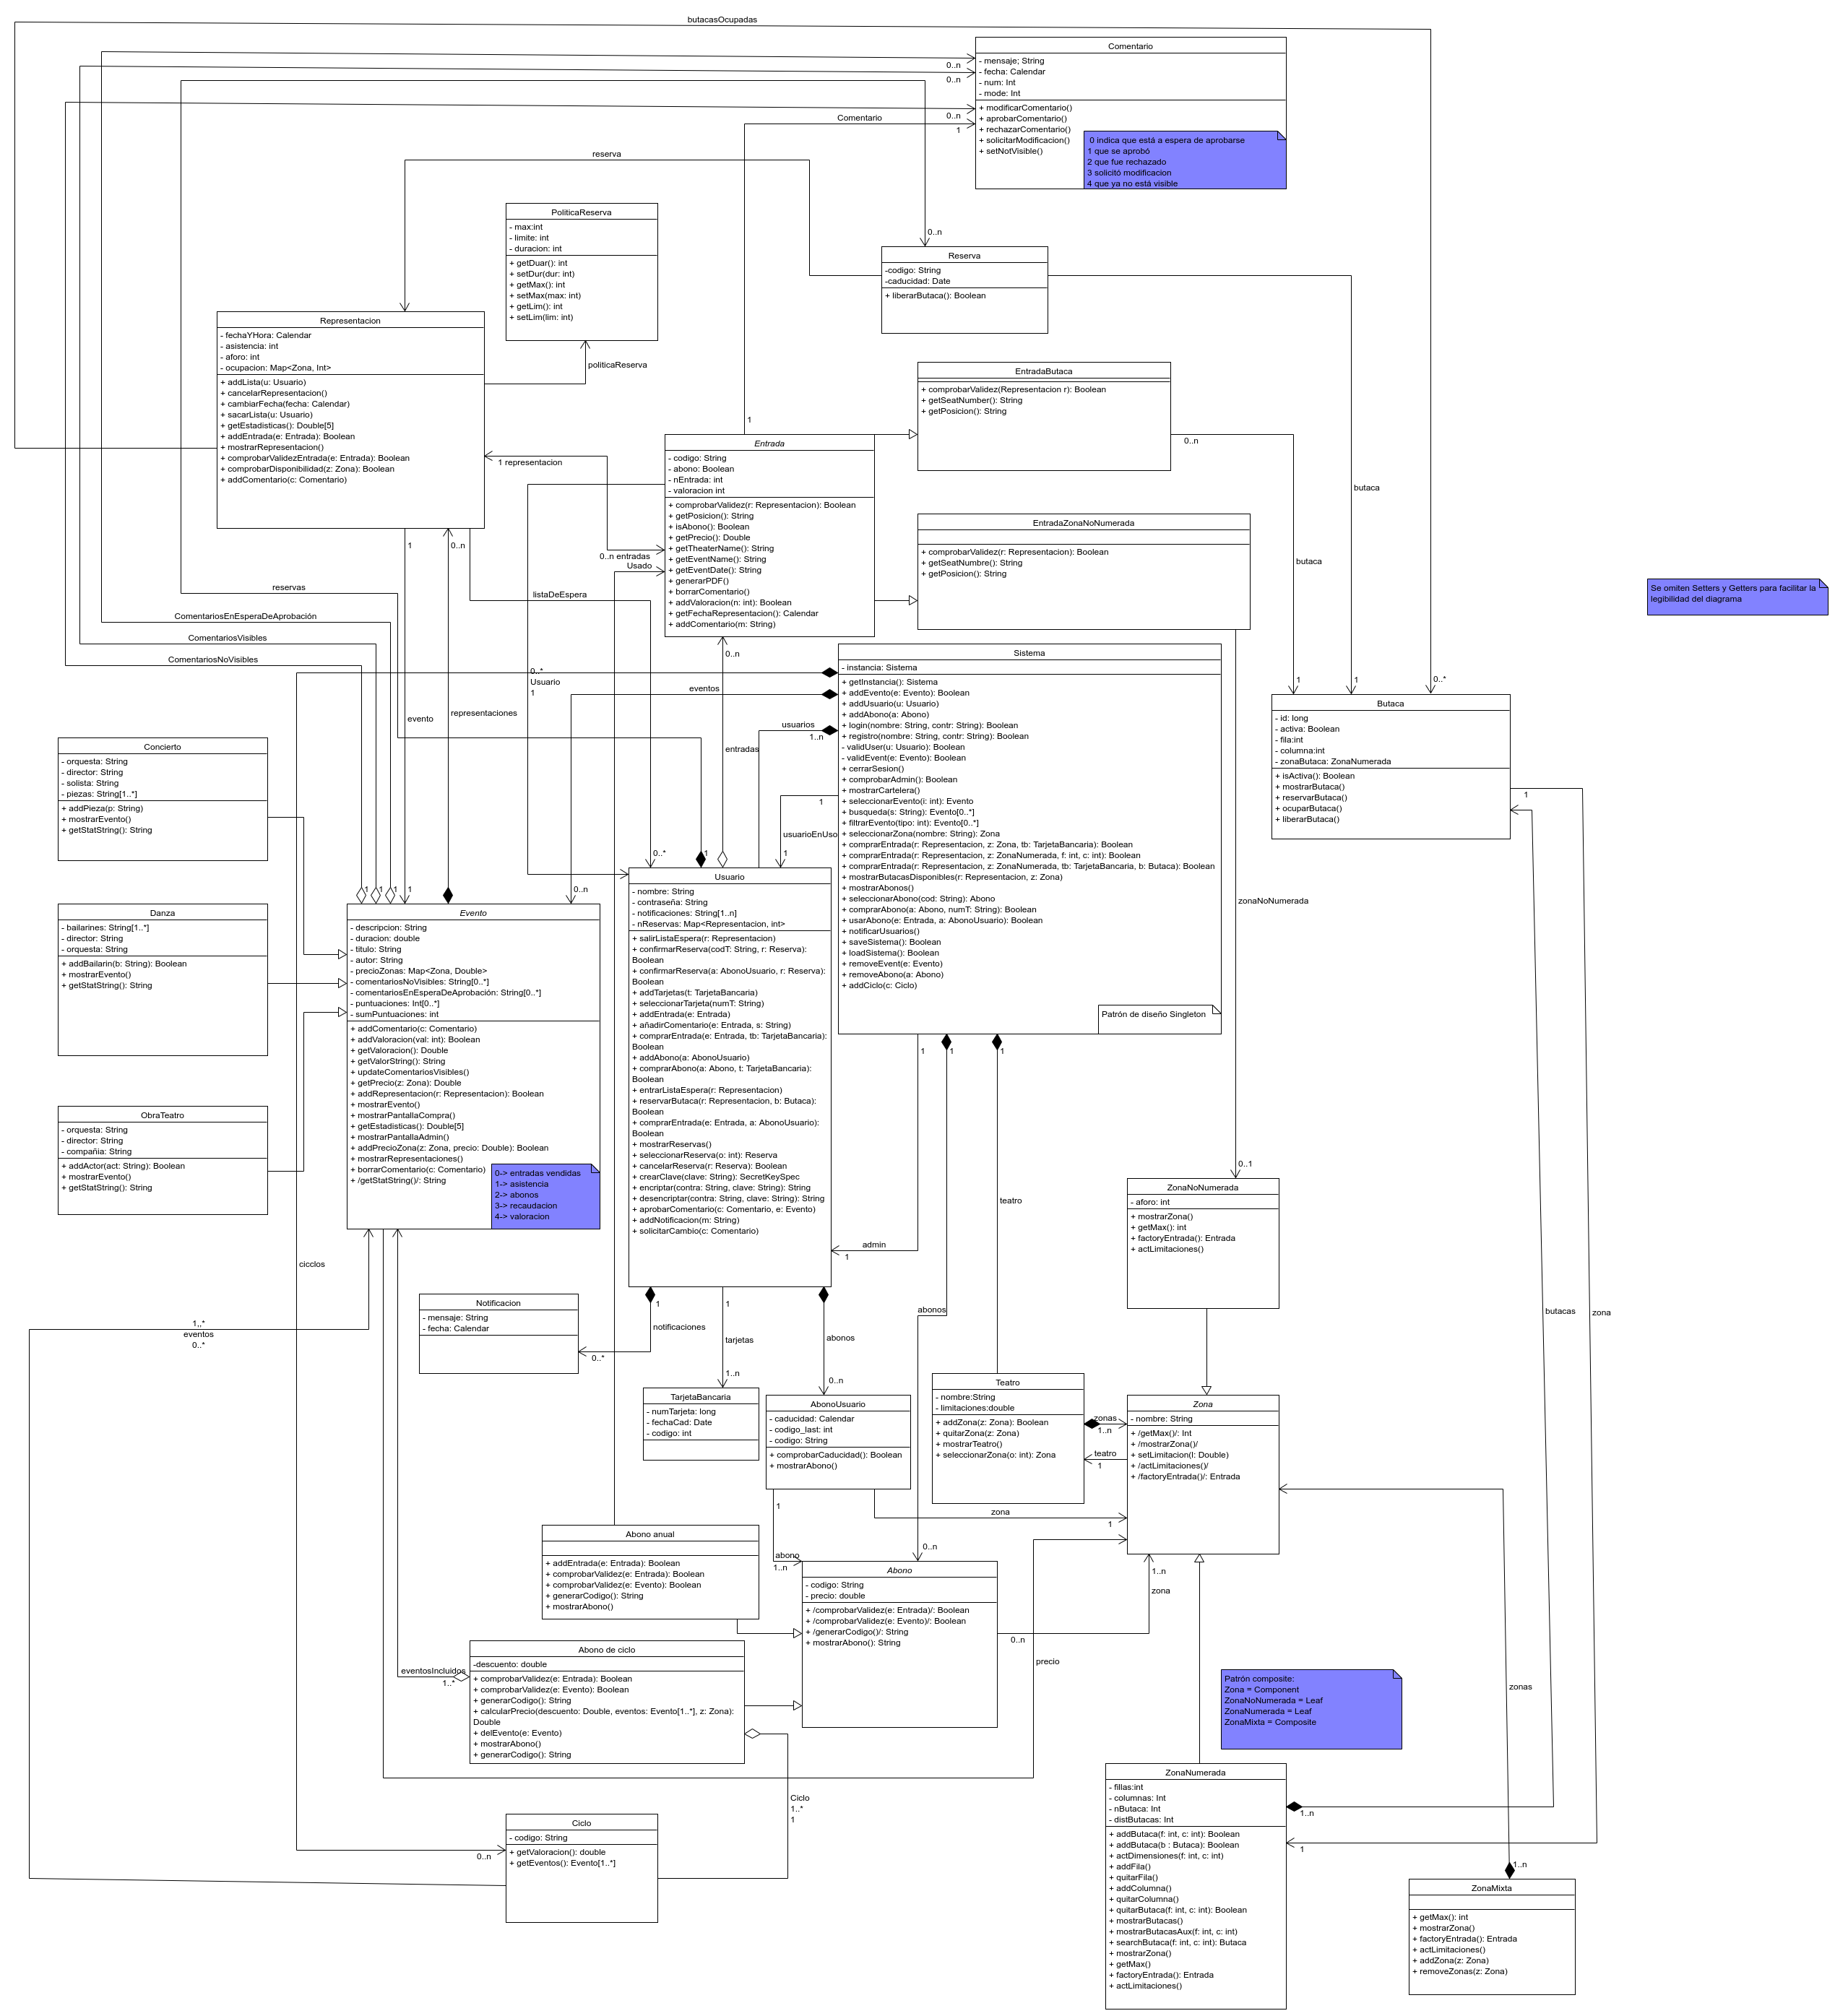 butacasOcupadas
Comentario
- mensaje; String
- fecha: Calendar
- num: Int
- mode: Int
+ modificarComentario()
+ aprobarComentario()
+ rechazarComentario()
+ solicitarModificacion()
+ setNotVisible()
0 indica que está a espera de aprobarse
1 que se aprobó
2 que fue rechazado
3 solicitó modificacion
4 que ya no está visible
0..n
0..n
0..n
Comentario
1
reserva
PoliticaReserva
- max:int
- limite: int
- duracion: int
+ getDuar(): int
+ setDur(dur: int)
+ getMax(): int
+ setMax(max: int)
+ getLim(): int
+ setLim(lim: int)
politicaReserva
0..n
Reserva
-codigo: String
-caducidad: Date
+ liberarButaca(): Boolean
Representacion
- fechaYHora: Calendar
- asistencia: int
- aforo: int
- ocupacion: Map<Zona, Int>
+ addLista(u: Usuario)
+ cancelarRepresentacion()
+ cambiarFecha(fecha: Calendar)
+ sacarLista(u: Usuario)
+ getEstadisticas(): Double[5]
+ addEntrada(e: Entrada): Boolean
+ mostrarRepresentacion()
+ comprobarValidezEntrada(e: Entrada): Boolean
+ comprobarDisponibilidad(z: Zona): Boolean
+ addComentario(c: Comentario)
EntradaButaca
+ comprobarValidez(Representacion r): Boolean
+ getSeatNumber(): String
+ getPosicion(): String
0..n
butaca
butaca
1
Entrada
- codigo: String
- abono: Boolean
- nEntrada: int
- valoracion int
+ comprobarValidez(r: Representacion): Boolean
+ getPosicion(): String
+ isAbono(): Boolean
+ getPrecio(): Double
+ getTheaterName(): String
+ getEventName(): String
+ getEventDate(): String
+ generarPDF()
+ borrarComentario()
+ addValoracion(n: int): Boolean
+ getFechaRepresentacion(): Calendar
+ addComentario(m: String)
1 representacion
0..n entradas
Usado
EntradaZonaNoNumerada
+ comprobarValidez(r: Representacion): Boolean
+ getSeatNumbre(): String
+ getPosicion(): String
Se omiten Setters y Getters para facilitar la
legibilidad del diagrama
1
0..n
reservas
listaDeEspera
ComentariosEnEsperaDeAprobación
ComentariosVisibles
ComentariosNoVisibles
evento
representaciones
0..*
Usuario
1
eventos
0..n
entradas
usuarios
1..n
1
usuarioEnUso
1
Sistema
- instancia: Sistema
+ getInstancia(): Sistema
+ addEvento(e: Evento): Boolean
+ addUsuario(u: Usuario)
+ addAbono(a: Abono)
+ login(nombre: String, contr: String): Boolean
+ registro(nombre: String, contr: String): Boolean
- validUser(u: Usuario): Boolean
- validEvent(e: Evento): Boolean
+ cerrarSesion()
+ comprobarAdmin(): Boolean
+ mostrarCartelera()
+ seleccionarEvento(i: int): Evento
+ busqueda(s: String): Evento[0..*]
+ filtrarEvento(tipo: int): Evento[0..*]
+ seleccionarZona(nombre: String): Zona
+ comprarEntrada(r: Representacion, z: Zona, tb: TarjetaBancaria): Boolean
+ comprarEntrada(r: Representacion, z: ZonaNumerada, f: int, c: int): Boolean
+ comprarEntrada(r: Representacion, z: ZonaNumerada, tb: TarjetaBancaria, b: Butaca): Boolean
+ mostrarButacasDisponibles(r: Representacion, z: Zona)
+ mostrarAbonos()
+ seleccionarAbono(cod: String): Abono
+ comprarAbono(a: Abono, numT: String): Boolean
+ usarAbono(e: Entrada, a: AbonoUsuario): Boolean
+ notificarUsuarios()
+ saveSistema(): Boolean
+ loadSistema(): Boolean
+ removeEvent(e: Evento)
+ removeAbono(a: Abono)
+ addCiclo(c: Ciclo)
Patrón de diseño Singleton
1
1
0..*
Butaca
- id: long
- activa: Boolean
- fila:int
- columna:int
- zonaButaca: ZonaNumerada
+ isActiva(): Boolean
+ mostrarButaca()
+ reservarButaca()
+ ocuparButaca()
+ liberarButaca()
1
Concierto
- orquesta: String
- director: String
- solista: String
- piezas: String[1..*]
+ addPieza(p: String)
+ mostrarEvento()
+ getStatString(): String
Danza
- bailarines: String[1..*]
- director: String
- orquesta: String
+ addBailarin(b: String): Boolean
+ mostrarEvento()
+ getStatString(): String
ObraTeatro
- orquesta: String
- director: String
- compañia: String
+ addActor(act: String): Boolean
+ mostrarEvento()
+ getStatString(): String
1
1
1
1
0..n
0..*
1
Evento
- descripcion: String
- duracion: double
- titulo: String
- autor: String
- precioZonas: Map<Zona, Double>
- comentariosNoVisibles: String[0..*]
- comentariosEnEsperaDeAprobación: String[0..*]
- puntuaciones: Int[0..*]
- sumPuntuaciones: int
+ addComentario(c: Comentario)
+ addValoracion(val: int): Boolean
+ getValoracion(): Double
+ getValorString(): String
+ updateComentariosVisibles()
+ getPrecio(z: Zona): Double
+ addRepresentacion(r: Representacion): Boolean
+ mostrarEvento()
+ mostrarPantallaCompra()
+ getEstadisticas(): Double[5]
+ mostrarPantallaAdmin()
+ addPrecioZona(z: Zona, precio: Double): Boolean
+ mostrarRepresentaciones()
+ borrarComentario(c: Comentario)
+ /getStatString()/: String
0-> entradas vendidas
1-> asistencia
2-> abonos
3-> recaudacion
4-> valoracion
Usuario
- nombre: String
- contraseña: String
- notificaciones: String[1..n]
- nReservas: Map<Representacion, int>
+ salirListaEspera(r: Representacion)
+ confirmarReserva(codT: String, r: Reserva):
Boolean
+ confirmarReserva(a: AbonoUsuario, r: Reserva):
Boolean
+ addTarjetas(t: TarjetaBancaria)
+ seleccionarTarjeta(numT: String)
+ addEntrada(e: Entrada)
+ añadirComentario(e: Entrada, s: String)
+ comprarEntrada(e: Entrada, tb: TarjetaBancaria):
Boolean
+ addAbono(a: AbonoUsuario)
+ comprarAbono(a: Abono, t: TarjetaBancaria):
Boolean
+ entrarListaEspera(r: Representacion)
+ reservarButaca(r: Representacion, b: Butaca):
Boolean
+ comprarEntrada(e: Entrada, a: AbonoUsuario):
Boolean
+ mostrarReservas()
+ seleccionarReserva(o: int): Reserva
+ cancelarReserva(r: Reserva): Boolean
+ crearClave(clave: String): SecretKeySpec
+ encriptar(contra: String, clave: String): String
+ desencriptar(contra: String, clave: String): String
+ aprobarComentario(c: Comentario, e: Evento)
+ addNotificacion(m: String)
+ solicitarCambio(c: Comentario)
1
1
1
admin
1
teatro
zonaNoNumerada
0..1
ZonaNoNumerada
- aforo: int
+ mostrarZona()
+ getMax(): int
+ factoryEntrada(): Entrada
+ actLimitaciones()
cicclos
1,,*
eventos
0..*
Notificacion
- mensaje: String
- fecha: Calendar
1
notificaciones
0..*
1
tarjetas
1..n
abonos
0..n
abonos
butacas
zona
TarjetaBancaria
- numTarjeta: long
- fechaCad: Date
- codigo: int
AbonoUsuario
- caducidad: Calendar
- codigo_last: int
- codigo: String
+ comprobarCaducidad(): Boolean
+ mostrarAbono()
Teatro
- nombre:String
- limitaciones:double
+ addZona(z: Zona): Boolean
+ quitarZona(z: Zona)
+ mostrarTeatro()
+ seleccionarZona(o: int): Zona
zonas
1..n
teatro
1
Zona
- nombre: String
+ /getMax()/: Int
+ /mostrarZona()/
+ setLimitacion(l: Double)
+ /actLimitaciones()/
+ /factoryEntrada()/: Entrada
1
zona
1
Abono anual
+ addEntrada(e: Entrada): Boolean
+ comprobarValidez(e: Entrada): Boolean
+ comprobarValidez(e: Evento): Boolean
+ generarCodigo(): String
+ mostrarAbono()
abono
1..n
0..n
Abono
- codigo: String
- precio: double
+ /comprobarValidez(e: Entrada)/: Boolean
+ /comprobarValidez(e: Evento)/: Boolean
+ /generarCodigo()/: String
+ mostrarAbono(): String
1..n
zona
0..n
precio
Abono de ciclo
-descuento: double
+ comprobarValidez(e: Entrada): Boolean
+ comprobarValidez(e: Evento): Boolean
+ generarCodigo(): String
+ calcularPrecio(descuento: Double, eventos: Evento[1..*], z: Zona):
Double
+ delEvento(e: Evento)
+ mostrarAbono()
+ generarCodigo(): String
eventosIncluidos
1..*
Patrón composite:
Zona = Component
ZonaNoNumerada = Leaf
ZonaNumerada = Leaf
ZonaMixta = Composite
zonas
Ciclo
1..*
1
Ciclo
- codigo: String
+ getValoracion(): double
+ getEventos(): Evento[1..*]
0..n
ZonaNumerada
- fillas:int
- columnas: Int
- nButaca: Int
- distButacas: Int
+ addButaca(f: int, c: int): Boolean
+ addButaca(b : Butaca): Boolean
+ actDimensiones(f: int, c: int)
+ addFila()
+ quitarFila()
+ addColumna()
+ quitarColumna()
+ quitarButaca(f: int, c: int): Boolean
+ mostrarButacas()
+ mostrarButacasAux(f: int, c: int)
+ searchButaca(f: int, c: int): Butaca
+ mostrarZona()
+ getMax()
+ factoryEntrada(): Entrada
+ actLimitaciones()
1..n
1
1..n
ZonaMixta
+ getMax(): int
+ mostrarZona()
+ factoryEntrada(): Entrada
+ actLimitaciones()
+ addZona(z: Zona)
+ removeZonas(z: Zona)